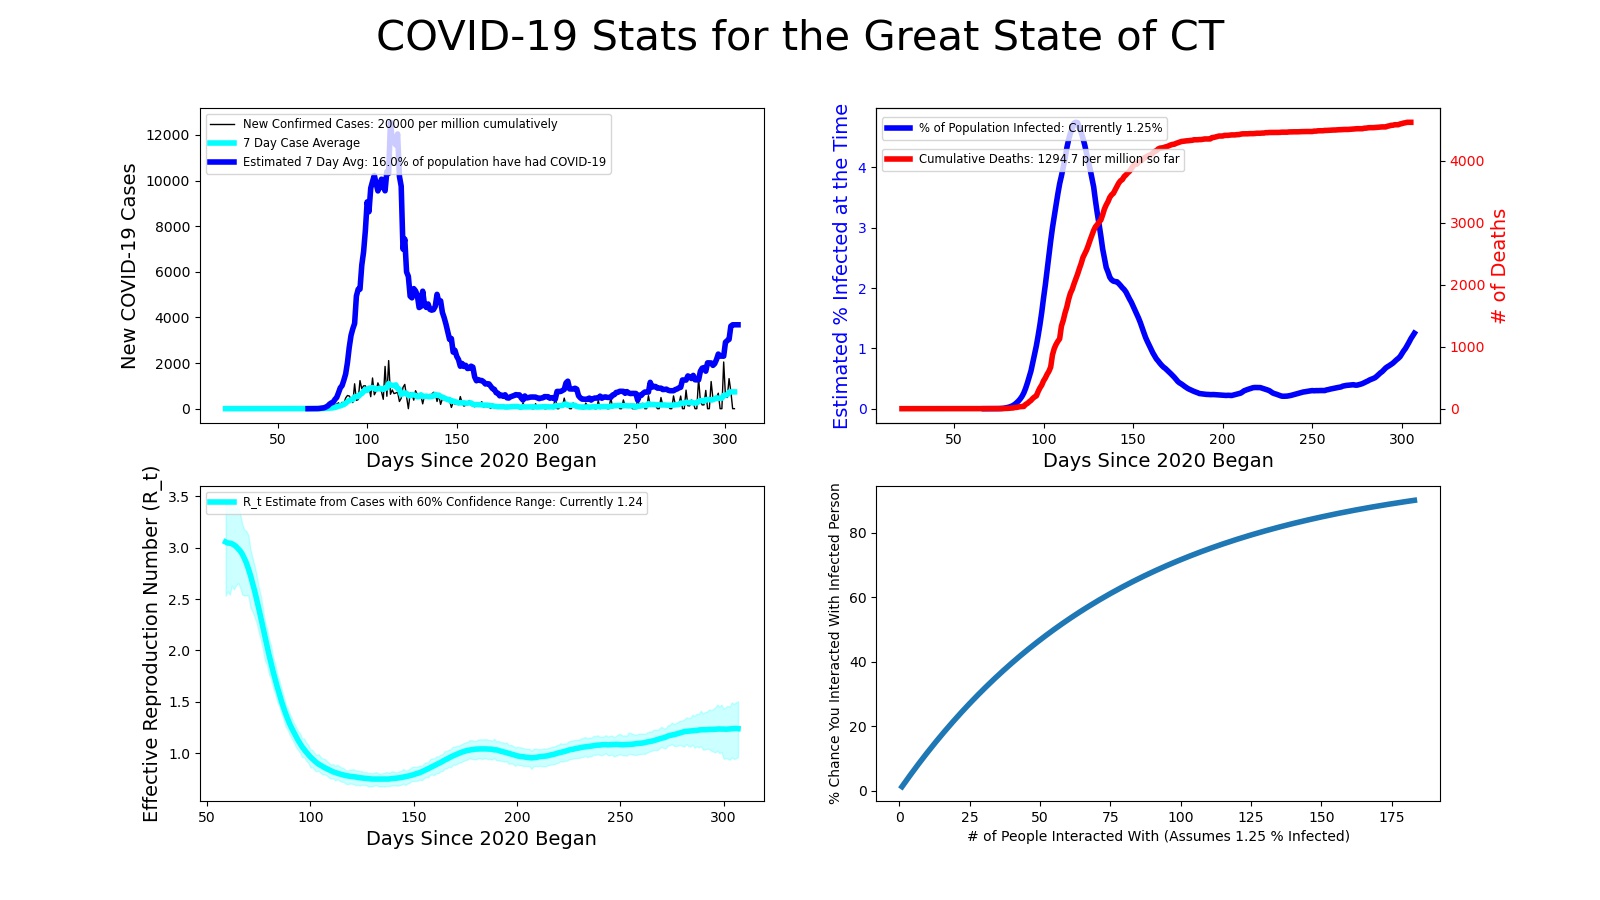 COVID-19 Stats for the Great State of CT
New COVID-19 Cases
12000
10000
8000
6000
4000
2000
0
New Confirmed Cases: 20000 per million cumulatively
7 Day Case Average
Estimated 7 Day Avg: 16.0% of population have had COVID-19
50 100 150 200 250 300
Days Since 2020 Began
Estimated % Infected at the Time
4
3
2
1
0
% of Population Infected: Currently 1.25%
Cumulative Deaths: 1294.7 per million so far
4000
3000
2000
1000
0
# of Deaths
50 100 150 200 250 300
Days Since 2020 Began
Effective Reproduction Number (R_t)
3.5
3.0
2.5
2.0
1.5
1.0
R_t Estimate from Cases with 60% Confidence Range: Currently 1.24
50 100 150 200 250 300
Days Since 2020 Began
% Chance You Interacted With Infected Person
80
60
40
20
0
0 25 50 75 100 125 150 175
# of People Interacted With (Assumes 1.25 % Infected)